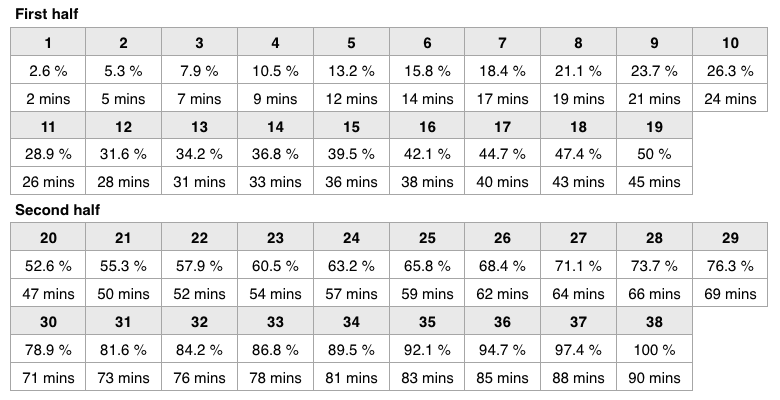 First half
1 2 3 4 5 6 7 8 9 10
2.6 % 5.3 % 7.9 % 10.5 % 13.2 % 15.8 % 18.4 % 21.1 % 23.7 % 26.3 %
2 mins 5 mins 7 mins 9 mins 12 mins 14 mins 17 mins 19 mins 21 mins 24 mins
11 12 13 14 15 16 17 18 19
28.9 % 31.6 % 34.2 % 36.8 % 39.5 % 42.1 % 44.7 % 47.4 % 50 %
26 mins 28 mins 31 mins 33 mins 36 mins 38 mins 40 mins 43 mins 45 mins
Second half
20 21 22 23 24 25 26 27 28 29
52.6 % 55.3 % 57.9 % 60.5 % 63.2 % 65.8 % 68.4 % 71.1 % 73.7 % 76.3 %
47 mins 50 mins 52 mins 54 mins 57 mins 59 mins 62 mins 64 mins 66 mins 69 mins
30 31 32 33 34 35 36 37 38
78.9 % 81.6 % 84.2 % 86.8 % 89.5 % 92.1 % 94.7 % 97.4 % 100 %
71 mins 73 mins 76 mins 78 mins 81 mins 83 mins 85 mins 88 mins 90 mins